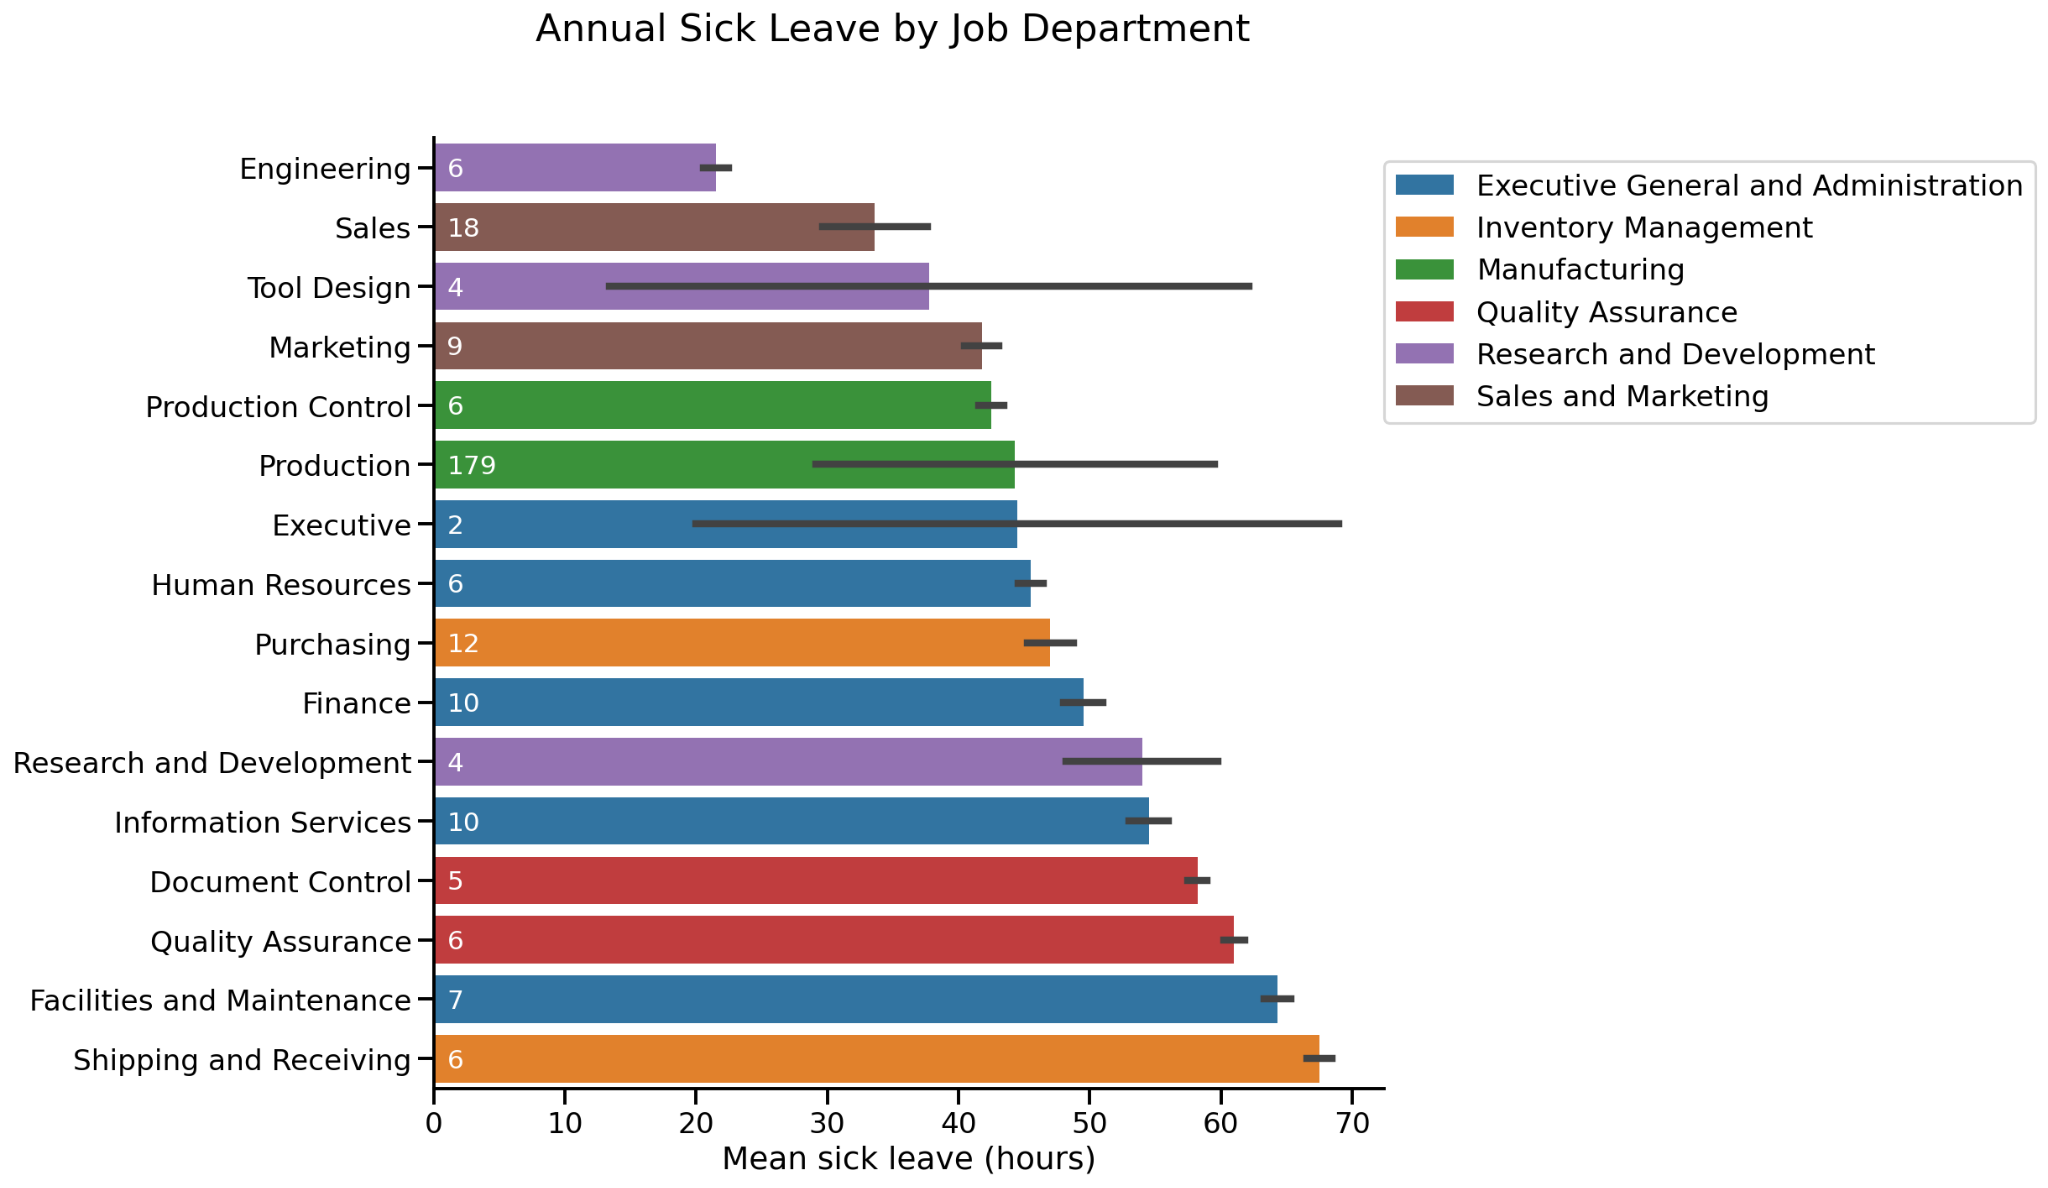 Annual Sick Leave by Job Department
Engineering 6
Sales 18
Tool Design 4
Marketing 9
Production Control 6
Production 179
Executive 2
Human Resources 6
Purchasing 12
Finance 10
Research and Development 4
Information Services 10
Document Control 5
Quality Assurance 6
Facilities and Maintenance 7
Shipping and Receiving 6
0 10 20 30 40 50 60 70
Mean sick leave (hours)
Executive General and Administration
Inventory Management
Manufacturing
Quality Assurance
Research and Development
Sales and Marketing